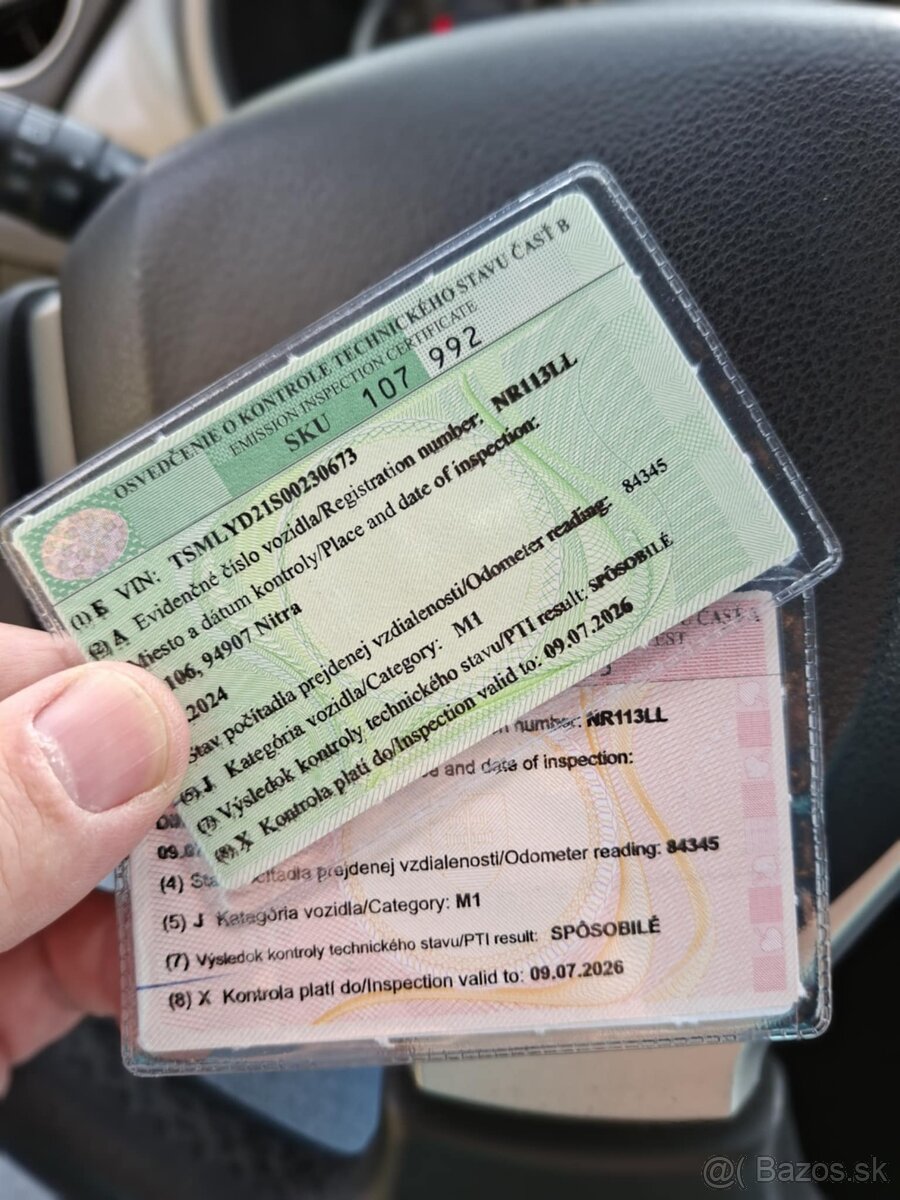 OSVEDČENIE O KONTROLE TECHNICKÉHO STAVU ČASŤ B
EMISSION INSPECTION CERTIFICATE
SKU 107 992
(1) E VIN: TSMLYD21S00230673
(2) A Evidenčné číslo vozidla/Registration number: NR113LL
Miesto a dátum kontroly/Place and date of inspection:
106, 94907 Nitra
2024
Stav počítadla prejdenej vzdialenosti/Odometer reading: 84345
(5) J Kategória vozidla/Category: M1
(7) Výsledok kontroly technického stavu/PTI result: SPÔSOBILÉ
(8) X Kontrola platí do/Inspection valid to: 09.07.2026
ČASŤ A
number: NR113LL
and date of inspection:
09.0
(4) prejdenej vzdialenosti/Odometer reading: 84345
(5) J Kategória vozidla/Category: M1
(7) Výsledok kontroly technického stavu/PTI result: SPÔSOBILÉ
(8) X Kontrola platí do/Inspection valid to: 09.07.2026
@( Bazos.sk